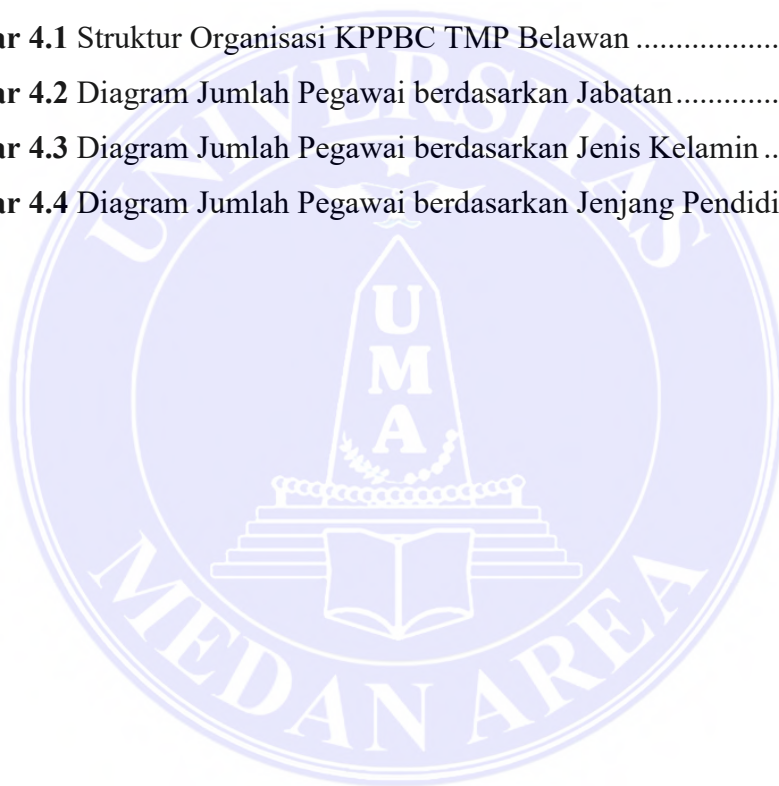 ar 4.1 Struktur Organisasi KPPBC TMP Belawan ...................
ar 4.2 Diagram Jumlah Pegawai berdasarkan Jabatan..............
ar 4.3 Diagram Jumlah Pegawai berdasarkan Jenis Kelamin ..
ar 4.4 Diagram Jumlah Pegawai berdasarkan Jenjang Pendidi
UNIVERSITAS
U
M
A
MEDAN AREA